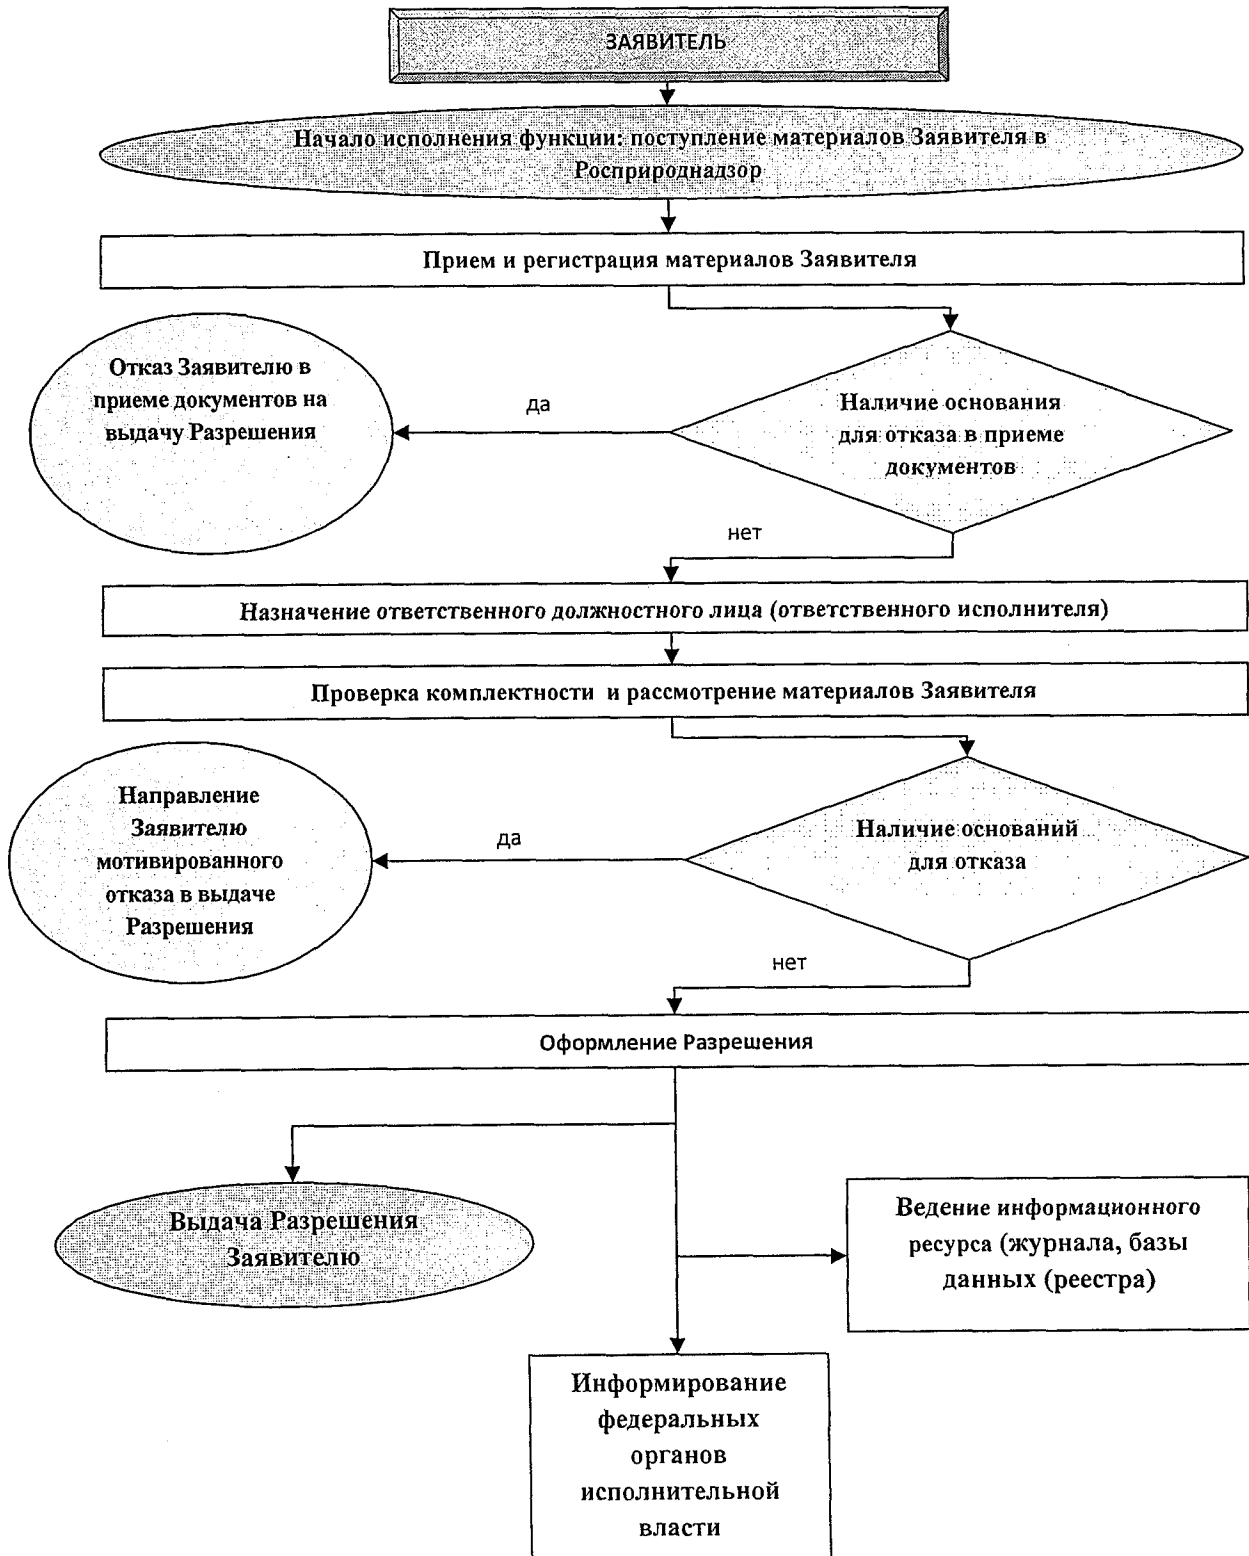 ЗАЯВИТЕЛЬ
Начало исполнения функции: поступление материалов Заявителя в
Росприроднадзор
Прием и регистрация материалов Заявителя
Отказ Заявителю в
приеме документов на
выдачу Разрешения
да
Наличие основания
для отказа в приеме
документов
нет
Назначение ответственного должностного лица (ответственного исполнителя)
Проверка комплектности и рассмотрение материалов Заявителя
Направление
Заявителю
мотивированного
отказа в выдаче
Разрешения
да
Наличие оснований
для отказа
нет
Оформление Разрешения
Выдача Разрешения
Заявителю
Ведение информационного
ресурса (журнала, базы
данных (реестра)
Информирование
федеральных
органов
исполнительной
власти